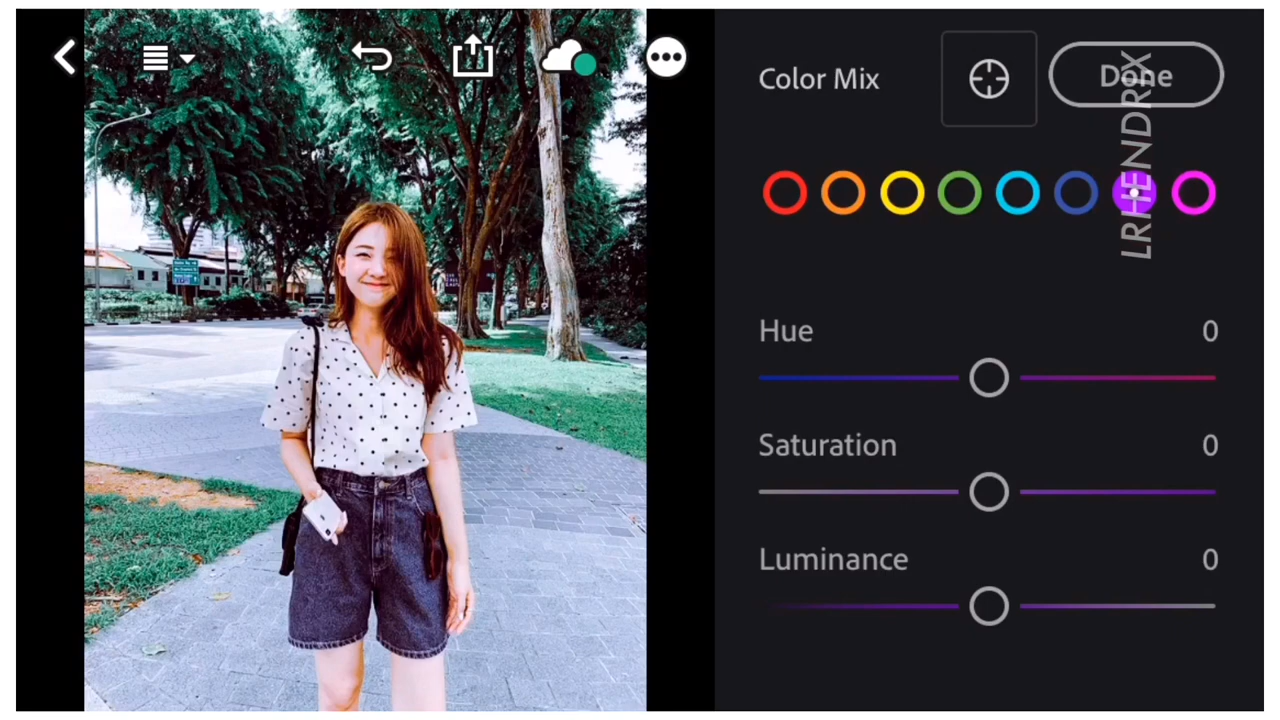 Color Mix
Done
LRHENDRIX
Hue
0
Saturation
0
Luminance
0